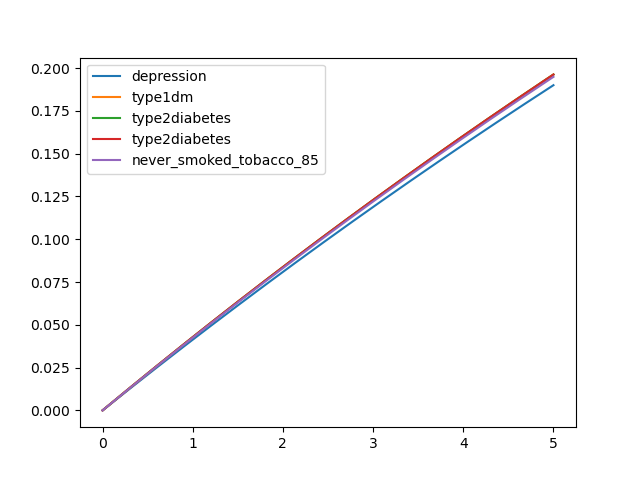 0.200
0.175
0.150
0.125
0.100
0.075
0.050
0.025
0.000
depression
type1dm
type2diabetes
type2diabetes
never_smoked_tobacco_85
0 1 2 3 4 5